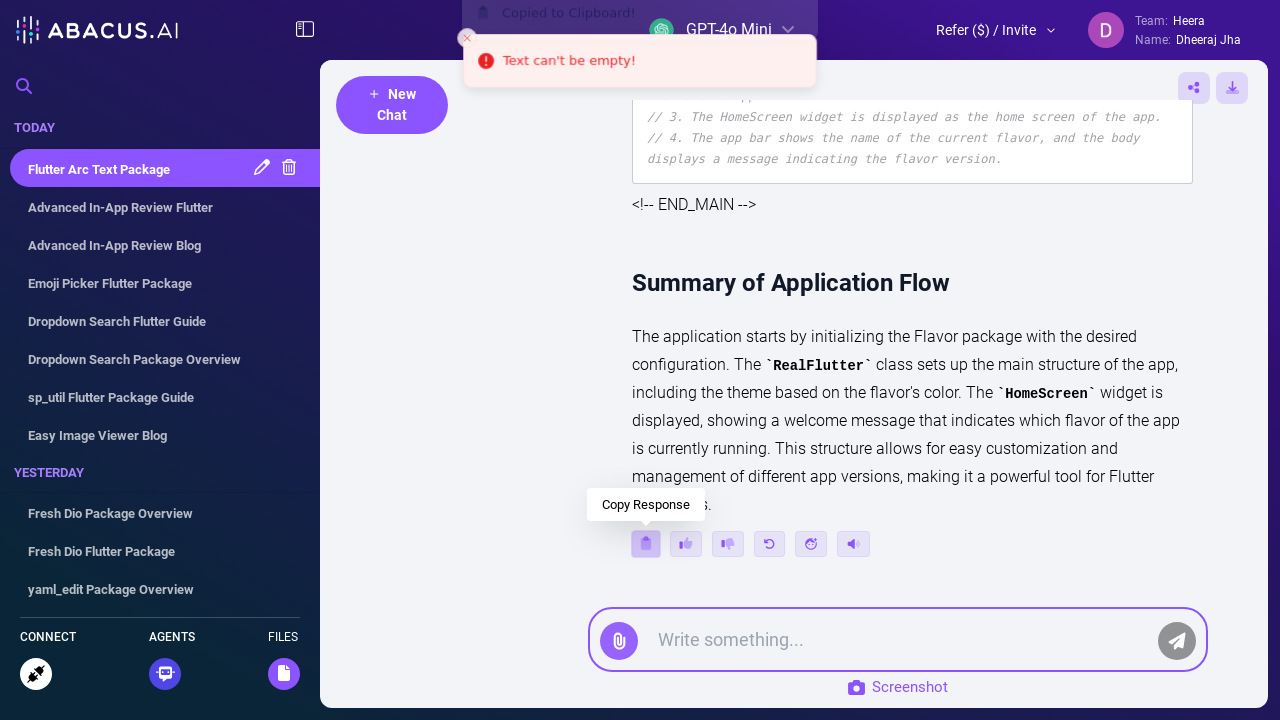 ABACUS.AI
Copied to Clipboard!
GPT-4o Mini
Refer ($) / Invite
D
Team: Heera
Name: Dheeraj Jha
Text can't be empty!
TODAY
Flutter Arc Text Package
Advanced In-App Review Flutter
Advanced In-App Review Blog
Emoji Picker Flutter Package
Dropdown Search Flutter Guide
Dropdown Search Package Overview
sp_util Flutter Package Guide
Easy Image Viewer Blog
YESTERDAY
Fresh Dio Package Overview
Fresh Dio Flutter Package
yaml_edit Package Overview
CONNECT
AGENTS
FILES
+ New
Chat
// 3. The HomeScreen widget is displayed as the home screen of the app.
// 4. The app bar shows the name of the current flavor, and the body
displays a message indicating the flavor version.
<!-- END_MAIN -->
Summary of Application Flow
The application starts by initializing the Flavor package with the desired
configuration. The `RealFlutter` class sets up the main structure of the app,
including the theme based on the flavor's color. The `HomeScreen` widget is
displayed, showing a welcome message that indicates which flavor of the app
is currently running. This structure allows for easy customization and
management of different app versions, making it a powerful tool for Flutter
Copy Response
Write something...
Screenshot